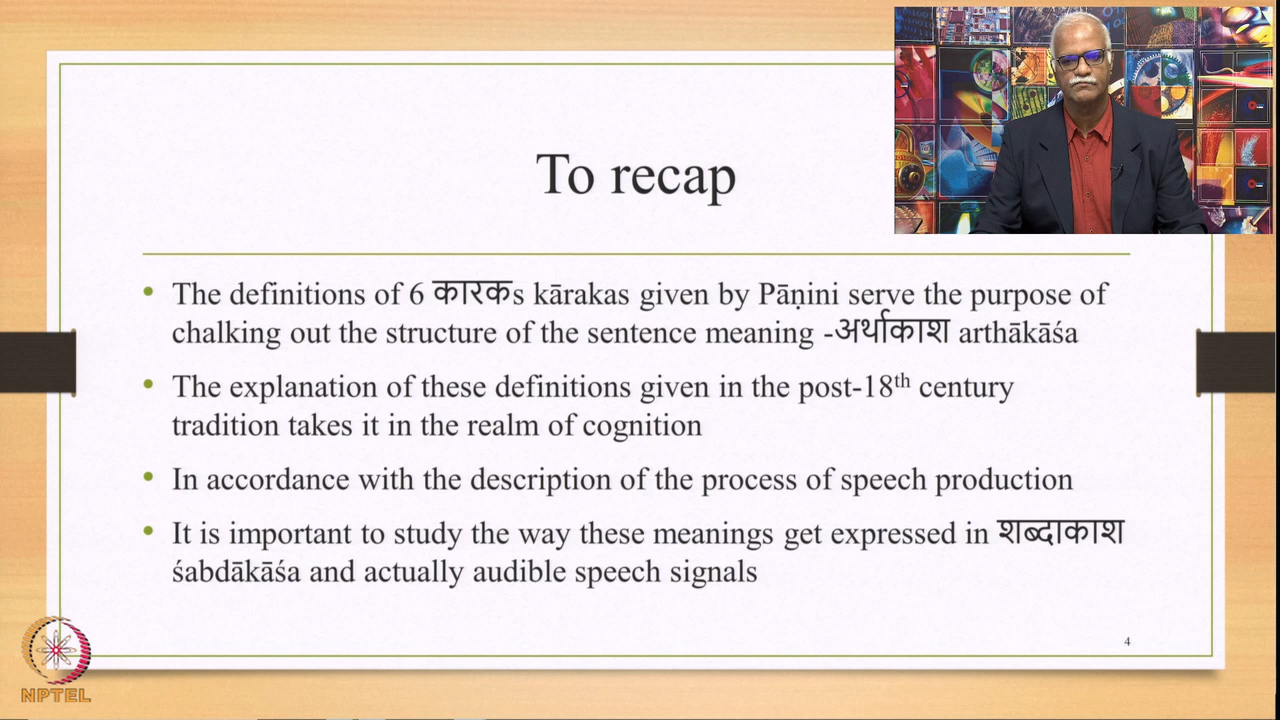 To recap
• The definitions of 6 कारकs kārakas given by Pāṇini serve the purpose of
chalking out the structure of the sentence meaning -अर्थाकाश arthākāśa
• The explanation of these definitions given in the post-18th century
tradition takes it in the realm of cognition
• In accordance with the description of the process of speech production
• It is important to study the way these meanings get expressed in शब्दाकाश
śabdākāśa and actually audible speech signals
4
NPTEL